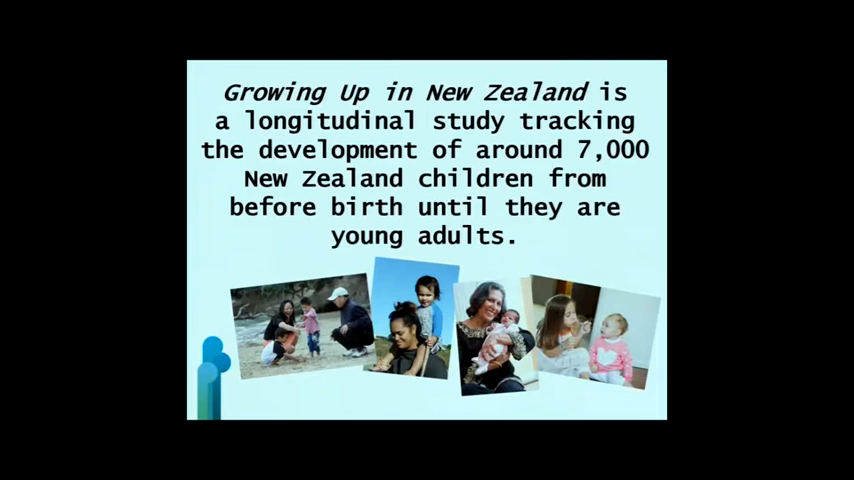 Growing Up in New Zealand is
a longitudinal study tracking
the development of around 7,000
New Zealand children from
before birth until they are
young adults.